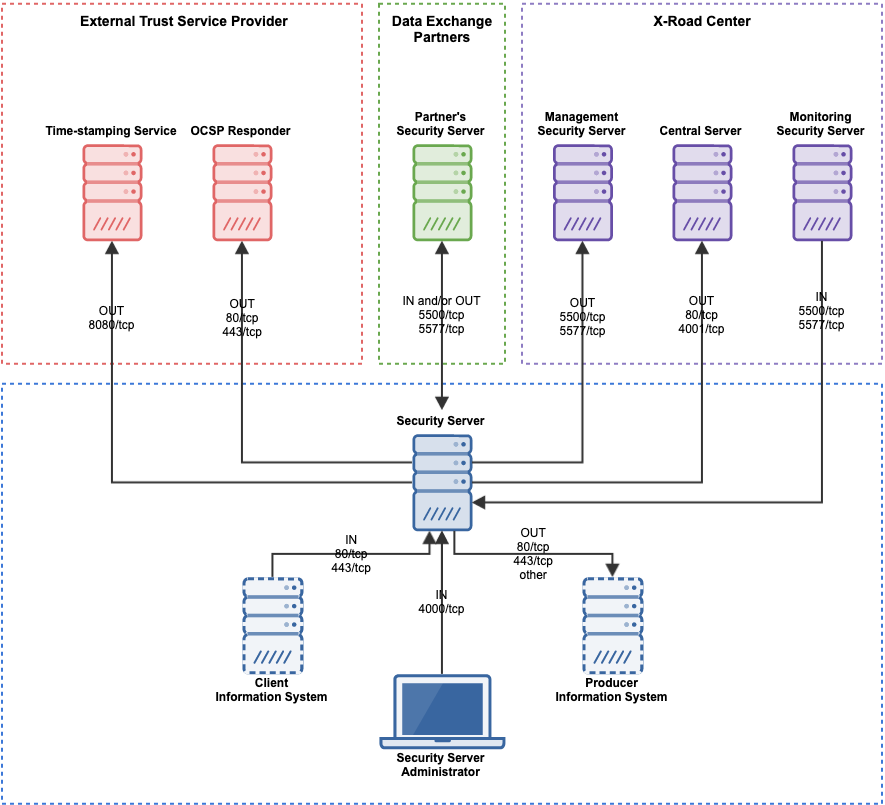 External Trust Service Provider
Data Exchange
Partners
X-Road Center
Time-stamping Service
OCSP Responder
Partner's
Security Server
Management
Security Server
Central Server
Monitoring
Security Server
OUT
8080/tcp
OUT
80/tcp
443/tcp
IN and/or OUT
5500/tcp
5577/tcp
OUT
5500/tcp
5577/tcp
OUT
80/tcp
4001/tcp
IN
5500/tcp
5577/tcp
Security Server
IN
80/tcp
443/tcp
OUT
80/tcp
443/tcp
other
IN
4000/tcp
Client
Information System
Producer
Information System
Security Server
Administrator